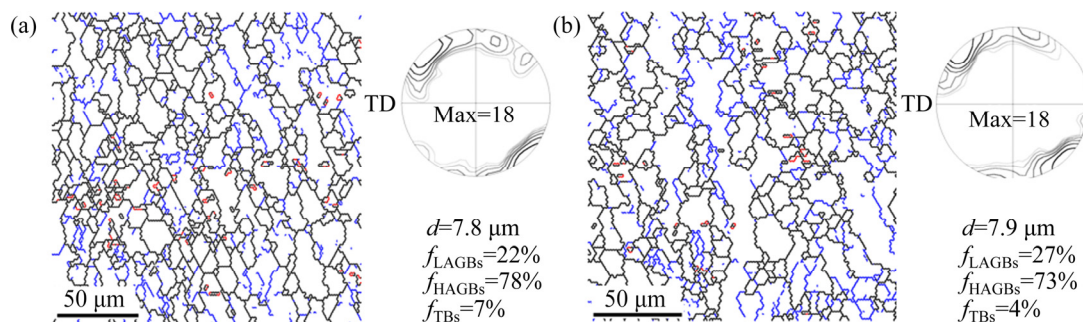 (a)
TD
Max=18
d=7.8 μm
fLAGBs=22%
fHAGBs=78%
fTBs=7%
50 μm
(b)
TD
Max=18
d=7.9 μm
fLAGBs=27%
fHAGBs=73%
fTBs=4%
50 μm